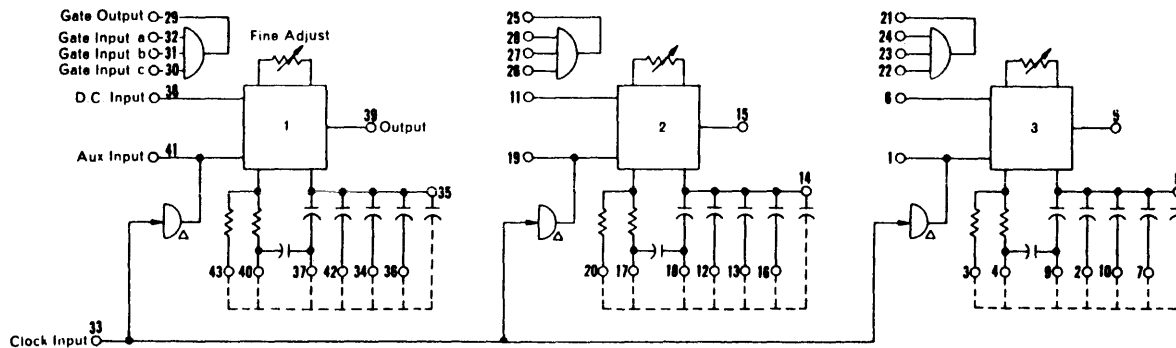 Gate Output 29
Gate Input a 32
Gate Input b 31
Gate Input c 30
Fine Adjust
D.C. Input 38
1
39 Output
Aux Input 41
35
43 40 37 42 34 36
25
28
27
26
11
2
15
19
14
20 17 18 12 13 16
21
24
23
22
6
3
5
1
3 4 9 2 10 7
Clock Input 33